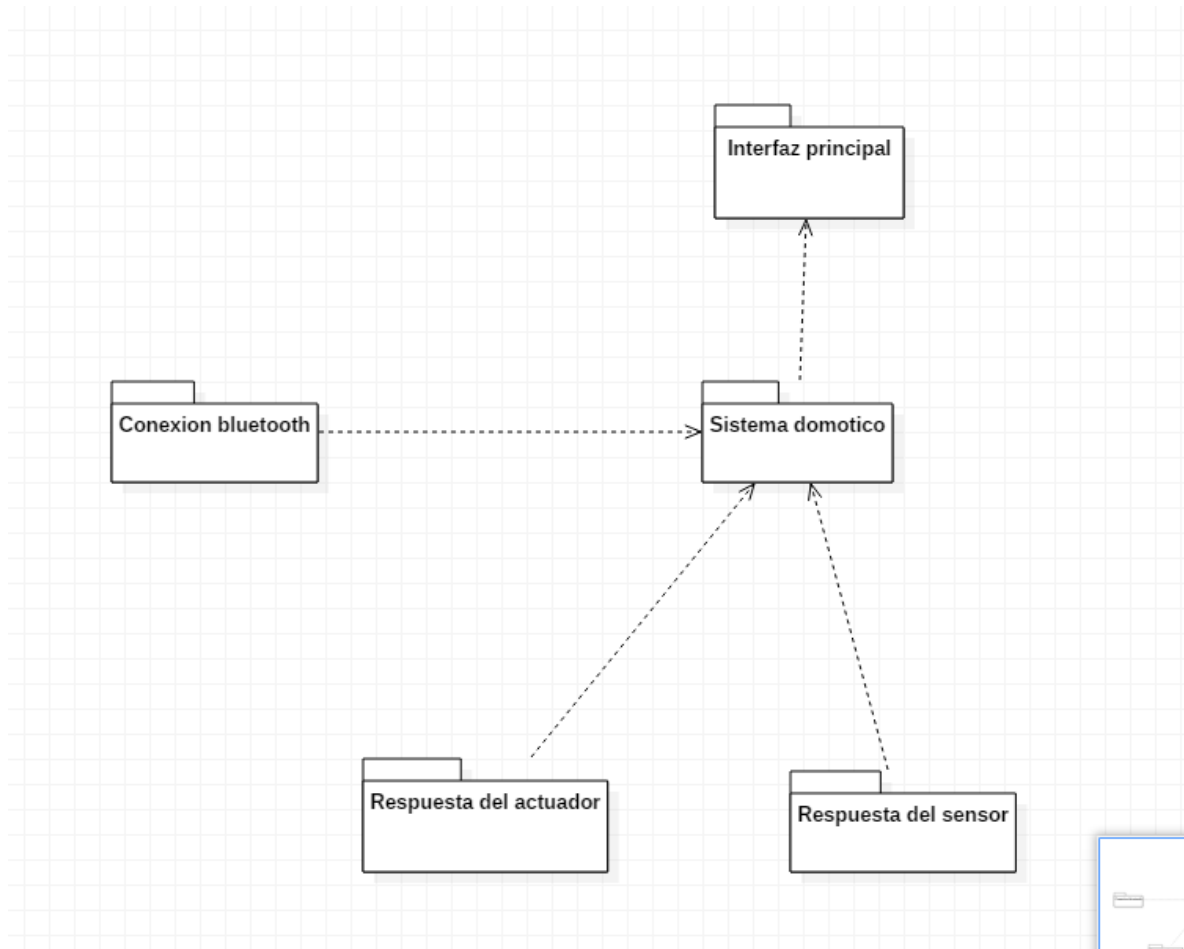 Interfaz principal
Conexion bluetooth
Sistema domotico
Respuesta del actuador
Respuesta del sensor